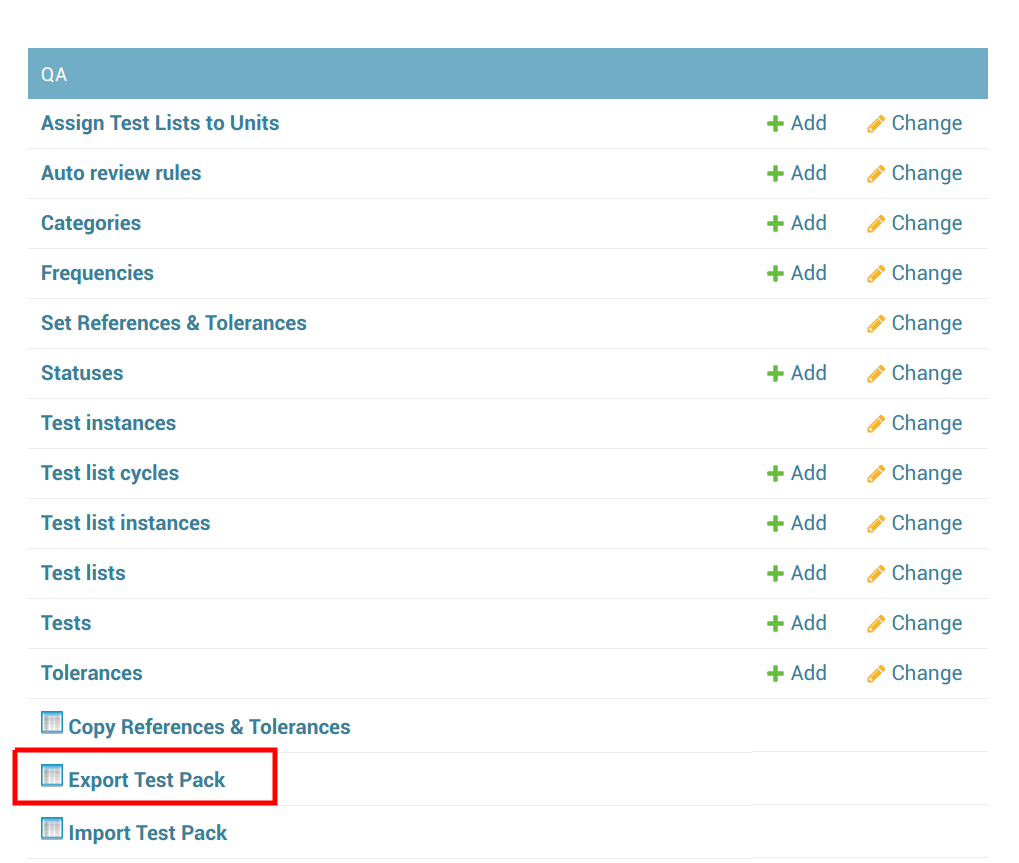 QA
Assign Test Lists to Units Add Change
Auto review rules Add Change
Categories Add Change
Frequencies Add Change
Set References & Tolerances Change
Statuses Add Change
Test instances Change
Test list cycles Add Change
Test list instances Add Change
Test lists Add Change
Tests Add Change
Tolerances Add Change
Copy References & Tolerances
Export Test Pack
Import Test Pack